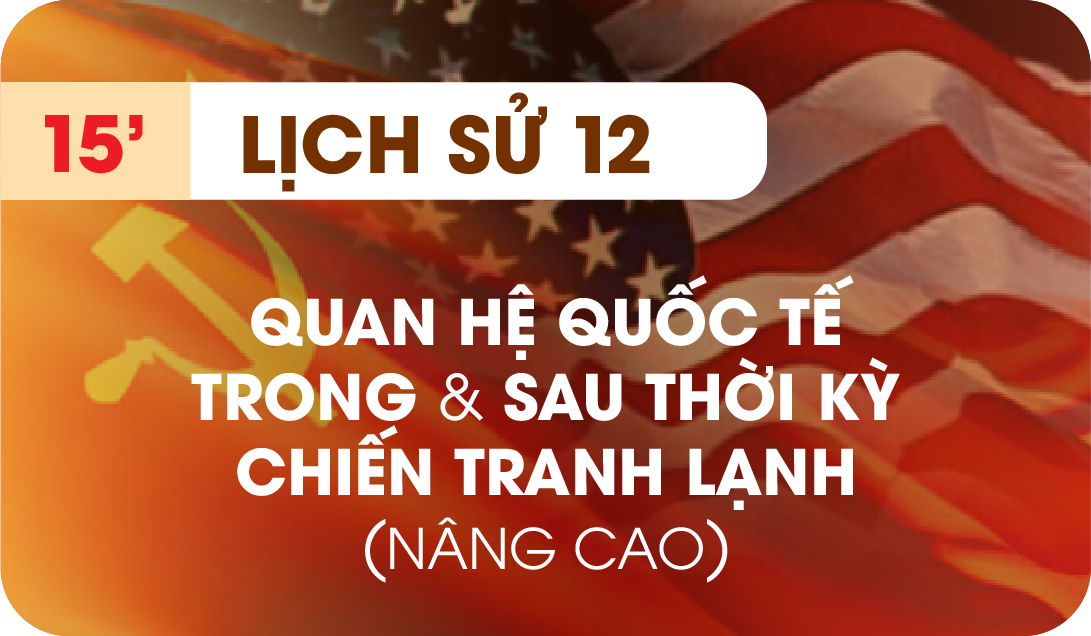 15’
LỊCH SỬ 12
QUAN HỆ QUỐC TẾ
TRONG & SAU THỜI KỲ
CHIẾN TRANH LẠNH
(NÂNG CAO)